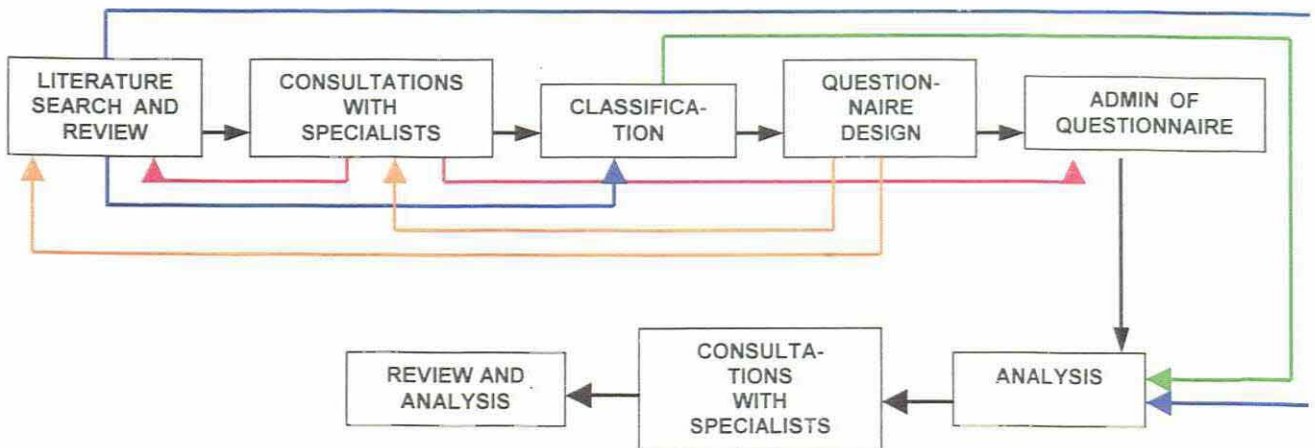 LITERATURE
SEARCH AND
REVIEW
CONSULTATIONS
WITH
SPECIALISTS
CLASSIFICA-
TION
QUESTION-
NAIRE
DESIGN
ADMIN OF
QUESTIONNAIRE
REVIEW AND
ANALYSIS
CONSULTA-
TIONS
WITH
SPECIALISTS
ANALYSIS